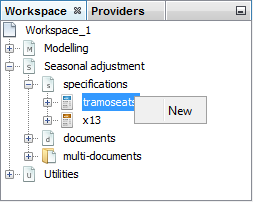 Workspace Providers
Workspace_1
M Modelling
S Seasonal adjustment
s specifications
tramoseats
New
x13
d documents
multi-documents
u Utilities